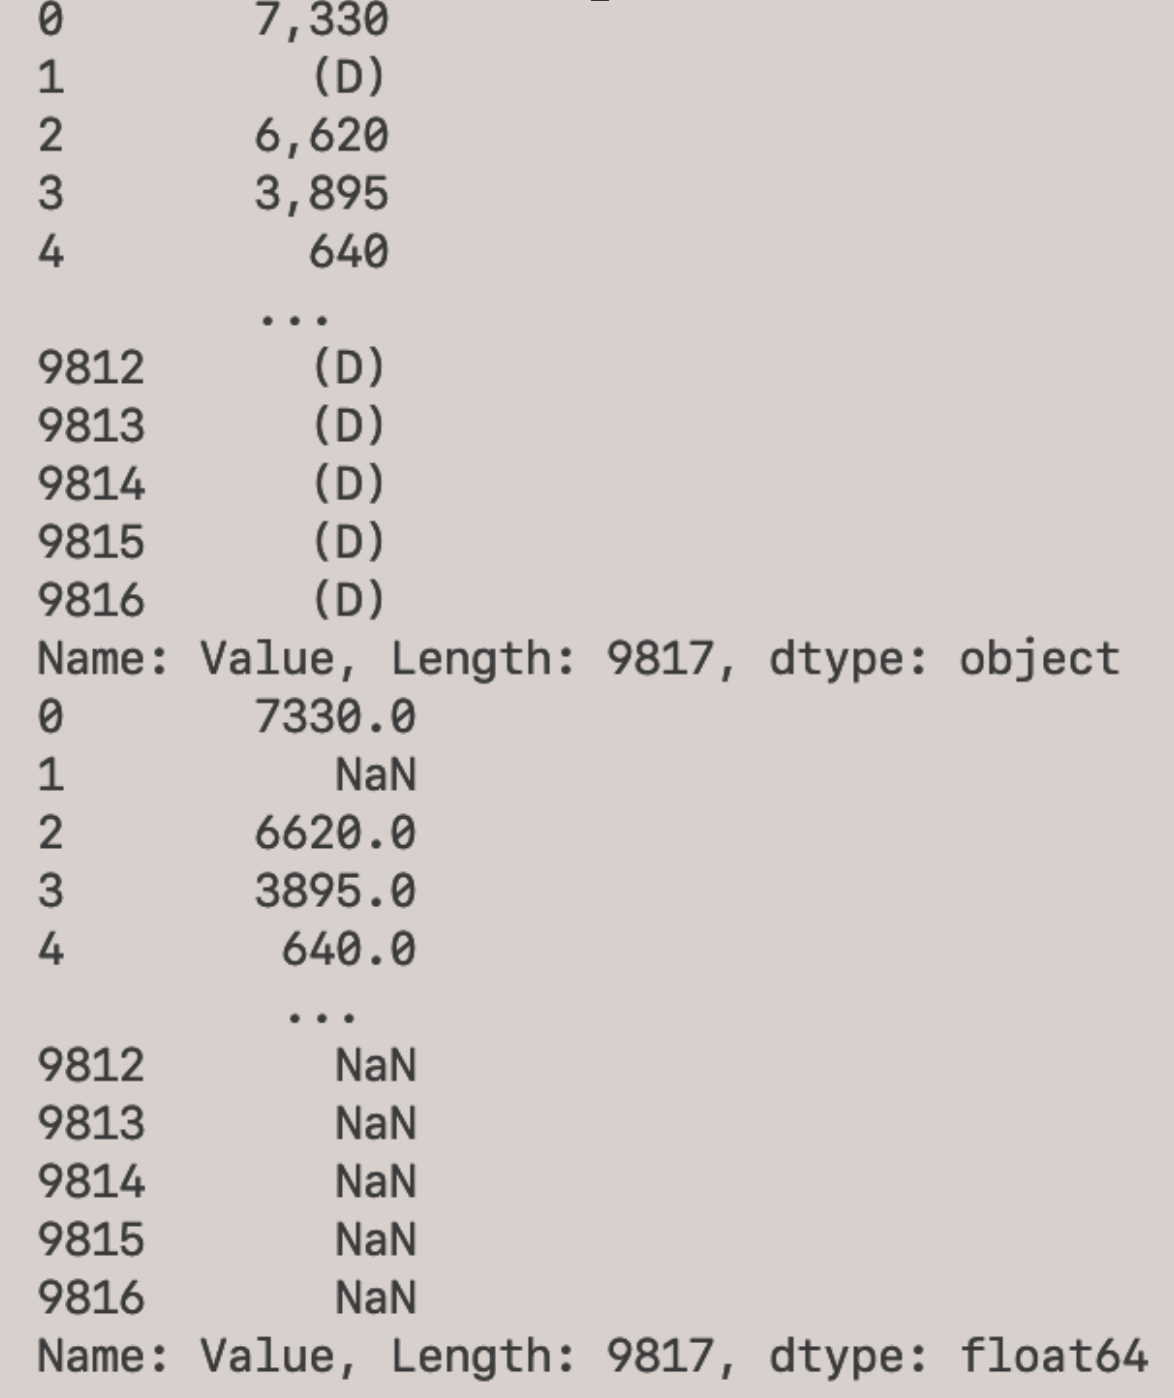 0       7,330
1         (D)
2       6,620
3       3,895
4         640
        ...
9812      (D)
9813      (D)
9814      (D)
9815      (D)
9816      (D)
Name: Value, Length: 9817, dtype: object
0       7330.0
1          NaN
2       6620.0
3       3895.0
4        640.0
         ...
9812       NaN
9813       NaN
9814       NaN
9815       NaN
9816       NaN
Name: Value, Length: 9817, dtype: float64